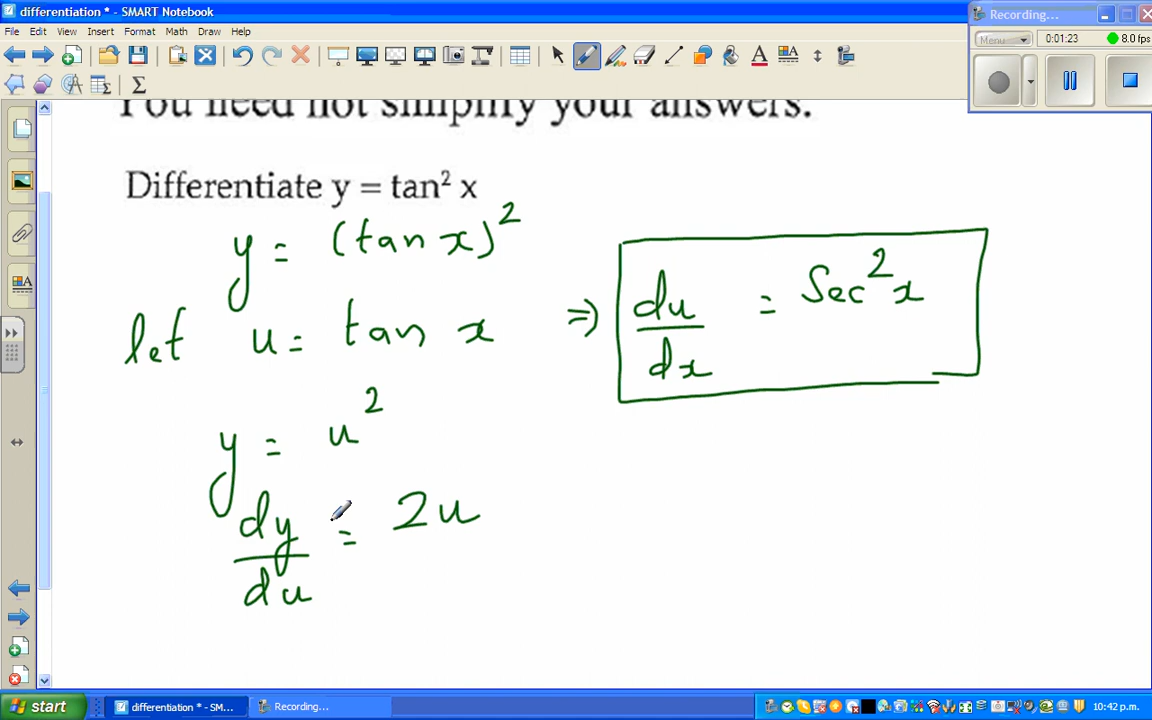 differentiation * - SMART Notebook
Recording...
File Edit View Insert Format Math Draw Help
Menu
0:01:23
8.0 fps
You need not simplify your answers.
Differentiate y = tan² x
y = (tan x)²
let u = tan x ⇒ du/dx = Sec²x
y = u²
dy/du = 2u
start
differentiation * - SM...
Recording...
10:42 p.m.